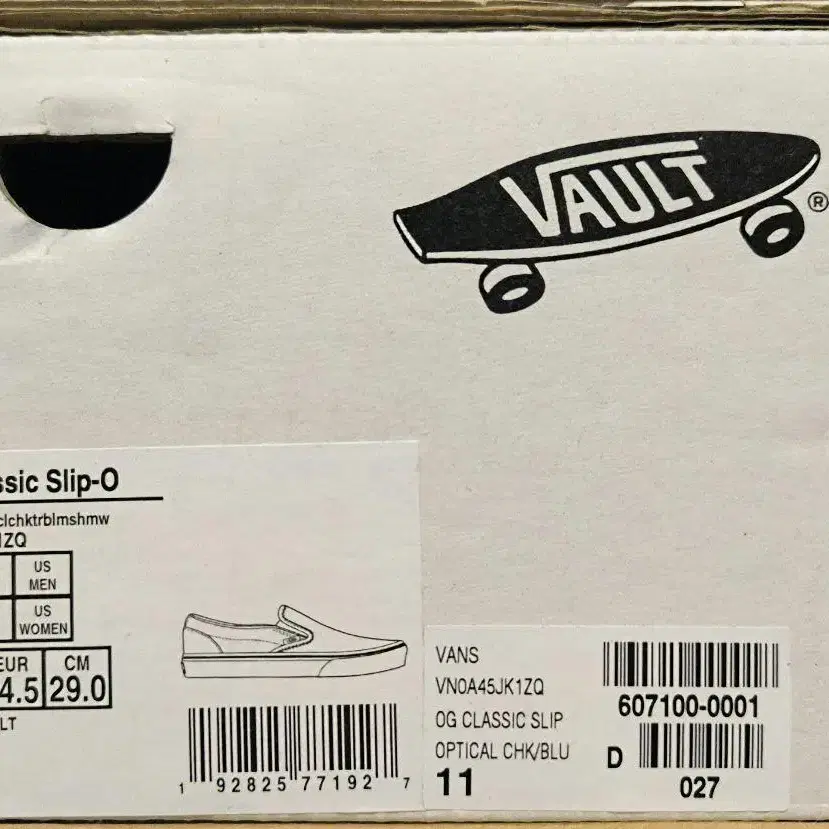 VAULT
®
ssic Slip-O
clchktrblmshmw
1ZQ
US
MEN
US
WOMEN
EUR
4.5
CM
29.0
LT
1 92825 77192 7
VANS
VN0A45JK1ZQ
OG CLASSIC SLIP
OPTICAL CHK/BLU
11
607100-0001
D
027